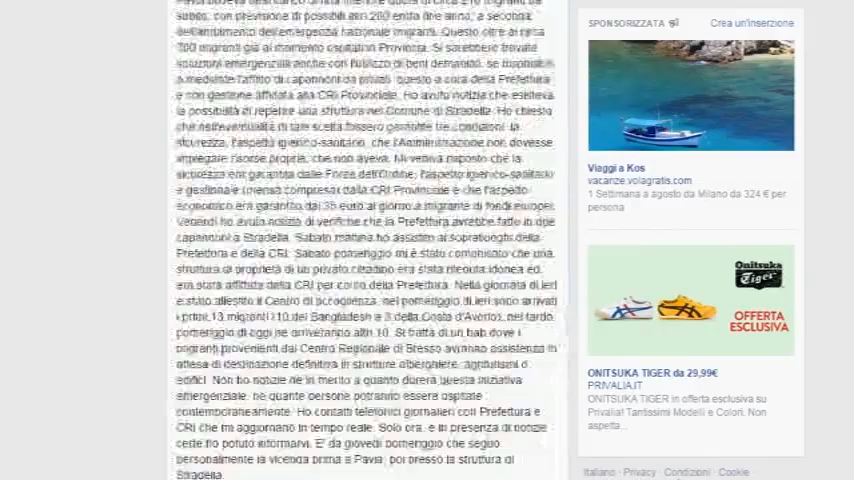 subito, con previsione di possibili altri 200 entro fine anno, a seconda
dell'andamento dell'emergenza nazionale migranti. Questo oltre ai circa
700 migranti già al momento ospitati in Provincia. Si sarebbero trovate
soluzioni emergenziali anche con l'utilizzo di beni demaniali, se disponibili
o mediante l'affitto di capannoni da privati, questo a cura della Prefettura
e con gestione affidata alla CRI Provinciale. Ho avuto notizia che esisteva
la possibilità di reperire una struttura nel Comune di Stradella. Ho chiesto
che nell'eventualità di tale scelta fossero garantite tre condizioni: la
sicurezza, l'aspetto igienico-sanitario, che l'Amministrazione non dovesse
impiegare risorse proprie, che non aveva. Mi veniva risposto che la
sicurezza era garantita dalle Forze dell'Ordine, l'aspetto igienico-sanitario
e gestionale (mensa compresa) dalla CRI Provinciale e che l'aspetto
economico era garantito dai 35 euro al giorno a migrante di fondi europei.
Venerdì ho avuto notizia di verifiche che la Prefettura avrebbe fatto in due
capannoni a Stradella. Sabato mattina ho assistito ai sopralluoghi della
Prefettura e della CRI. Sabato pomeriggio mi è stato comunicato che una
struttura di proprietà di un privato cittadino era stata ritenuta idonea ed
era stata affittata dalla CRI per conto della Prefettura. Nella giornata di ieri
è stato allestito il Centro di accoglienza, nel pomeriggio di ieri sono arrivati
i primi 13 migranti (10 del Bangladesh e 3 della Costa d'Avorio), nel tardo
pomeriggio di oggi ne arriveranno altri 10. Si tratta di un hub dove i
migranti provenienti dal Centro Regionale di Bresso avranno assistenza in
attesa di destinazione definitiva in strutture alberghiere, agriturismi o
edifici. Non ho notizie né in merito a quanto durerà questa iniziativa
emergenziale, né quante persone potranno essere ospitate
contemporaneamente. Ho contatti telefonici giornalieri con Prefettura e
CRI che mi aggiornano in tempo reale. Solo ora, e in presenza di notizie
certe ho potuto informarvi. E' da giovedì pomeriggio che seguo
personalmente la vicenda prima a Pavia, poi presso la struttura di
Stradella.
SPONSORIZZATA
Crea un'inserzione
Viaggi a Kos
vacanze.volagratis.com
1 Settimana a agosto da Milano da 324 € per
persona
Onitsuka
Tiger
OFFERTA
ESCLUSIVA
ONITSUKA TIGER da 29,99€
PRIVALIA.IT
ONITSUKA TIGER in offerta esclusiva su
Privalia! Tantissimi Modelli e Colori. Non
aspetta...
Italiano · Privacy · Condizioni · Cookie ·